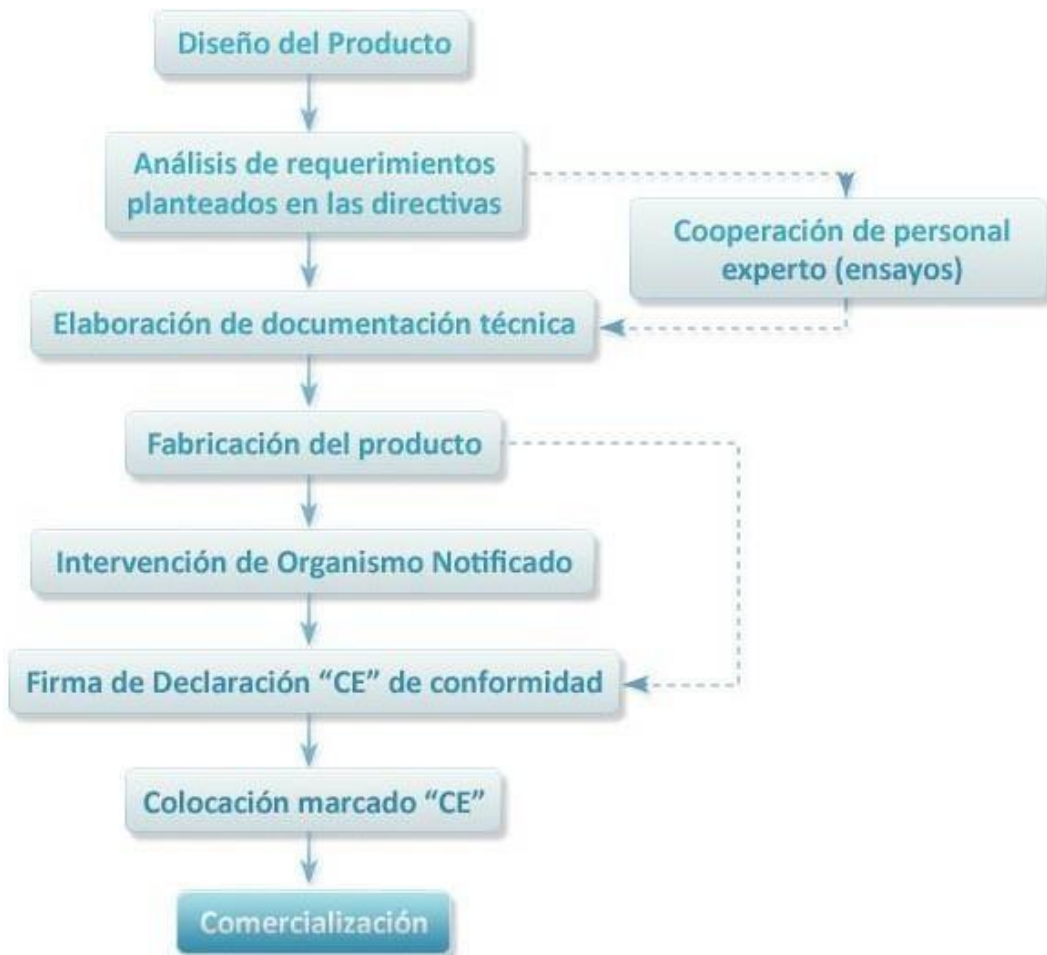 Diseño del Producto
Análisis de requerimientos
planteados en las directivas
Cooperación de personal
experto (ensayos)
Elaboración de documentación técnica
Fabricación del producto
Intervención de Organismo Notificado
Firma de Declaración “CE” de conformidad
Colocación marcado “CE”
Comercialización